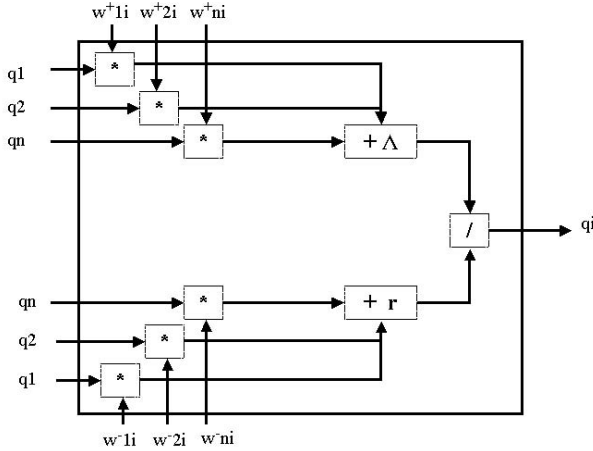 w⁺1i w⁺2i w⁺ni
q1 *
q2 *
qn * + Λ
/ qi
qn * + r
q2 *
q1 *
w⁻1i w⁻2i w⁻ni